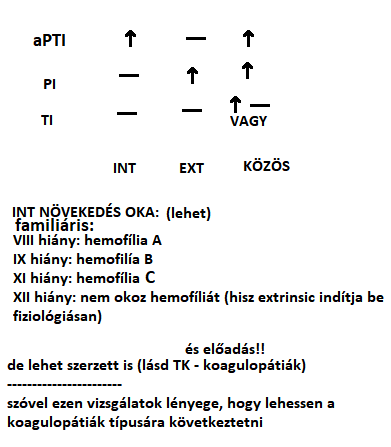 aPTI ↑ — ↑
PI — ↑ ↑
TI — — ↑ —
VAGY
INT EXT KÖZÖS
INT NÖVEKEDÉS OKA: (lehet)
familiáris:
VIII hiány: hemofília A
IX hiány: hemofilía B
XI hiány: hemofília C
XII hiány: nem okoz hemofíliát (hisz extrinsic indítja be
fiziológiásan)
és előadás!!
de lehet szerzett is (lásd TK - koagulopátiák)
-----------------------
szóvel ezen vizsgálatok lényege, hogy lehessen a
koagulopátiák típusára következtetni